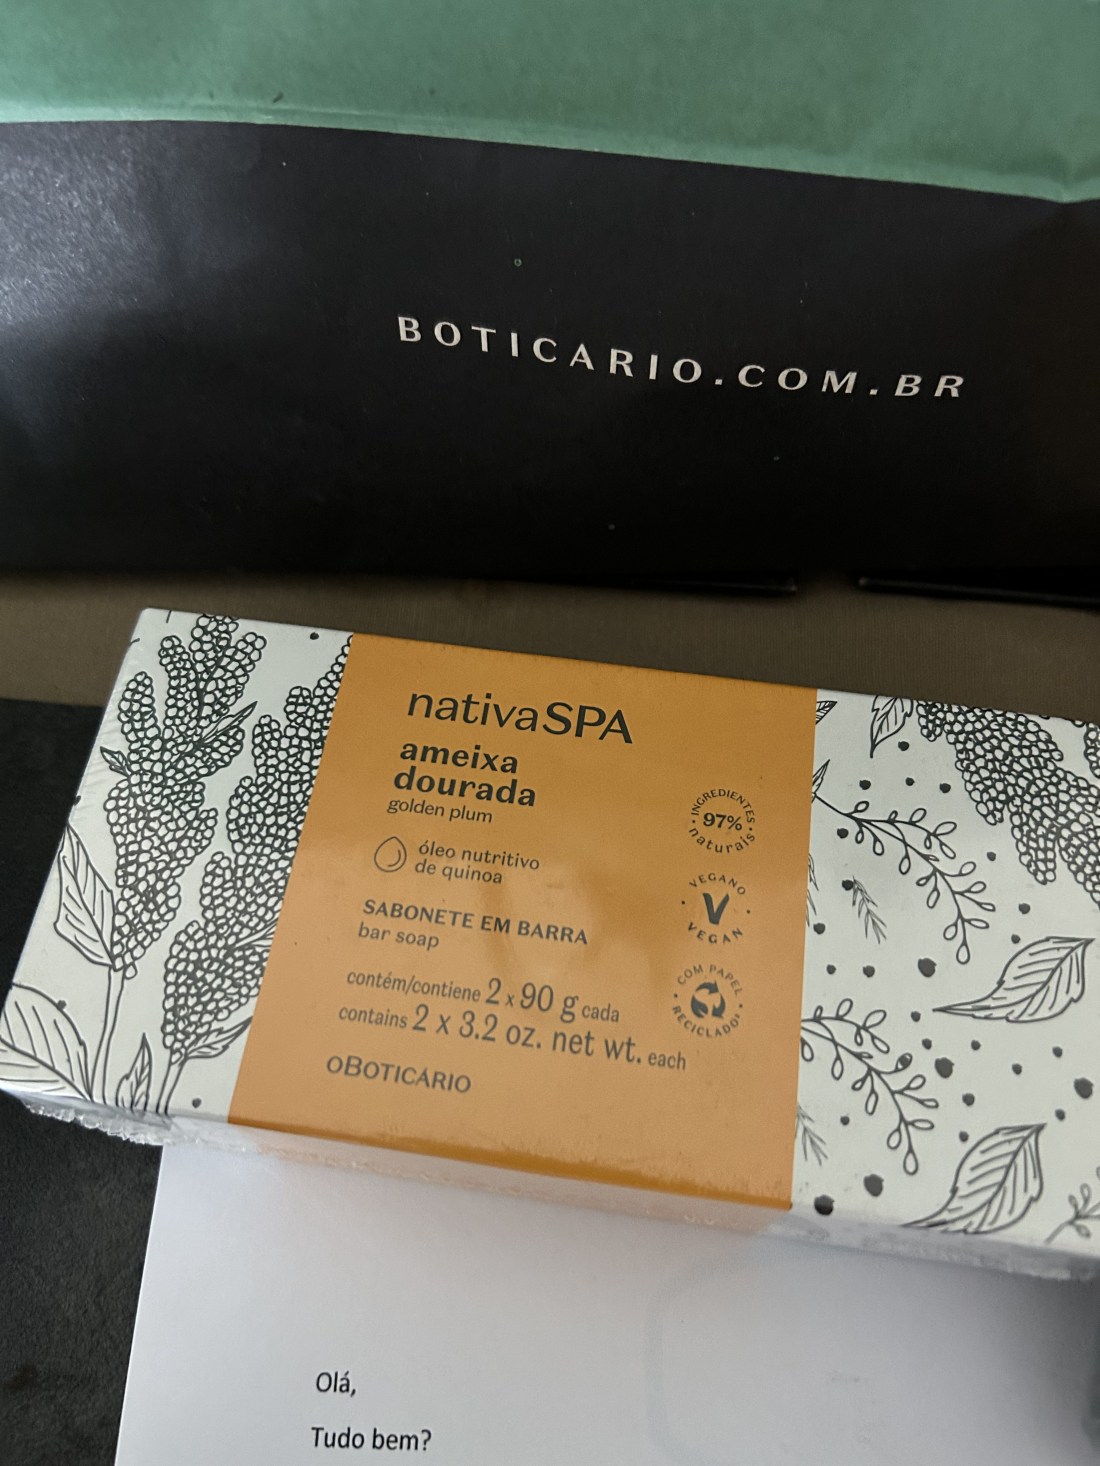 BOTICARIO.COM.BR
nativaSPA
ameixa
dourada
golden plum
óleo nutritivo
de quinoa
SABONETE EM BARRA
bar soap
contém/contiene 2 x 90 g cada
contains 2 x 3.2 oz. net wt. each
OBOTICÁRIO
INGREDIENTES
97%
naturais
VEGANO
V
VEGAN
COM PAPEL
RECICLADO!
Olá,
Tudo bem?